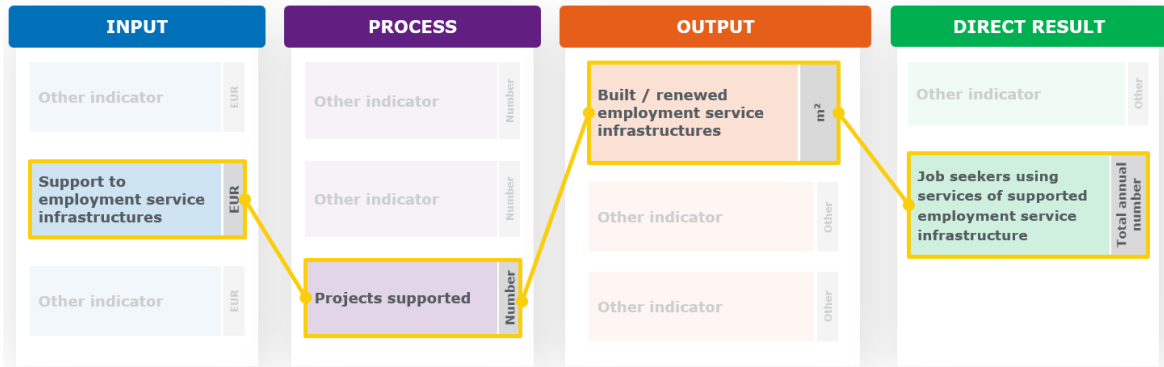 INPUT
Other indicator
EUR
Support to
employment service
infrastructures
EUR
Other indicator
EUR
PROCESS
Other indicator
Number
Other indicator
Number
Projects supported
Number
OUTPUT
Built / renewed
employment service
infrastructures
m²
Other indicator
Other
Other indicator
Other
DIRECT RESULT
Other indicator
Other
Job seekers using
services of supported
employment service
infrastructure
Total annual
number